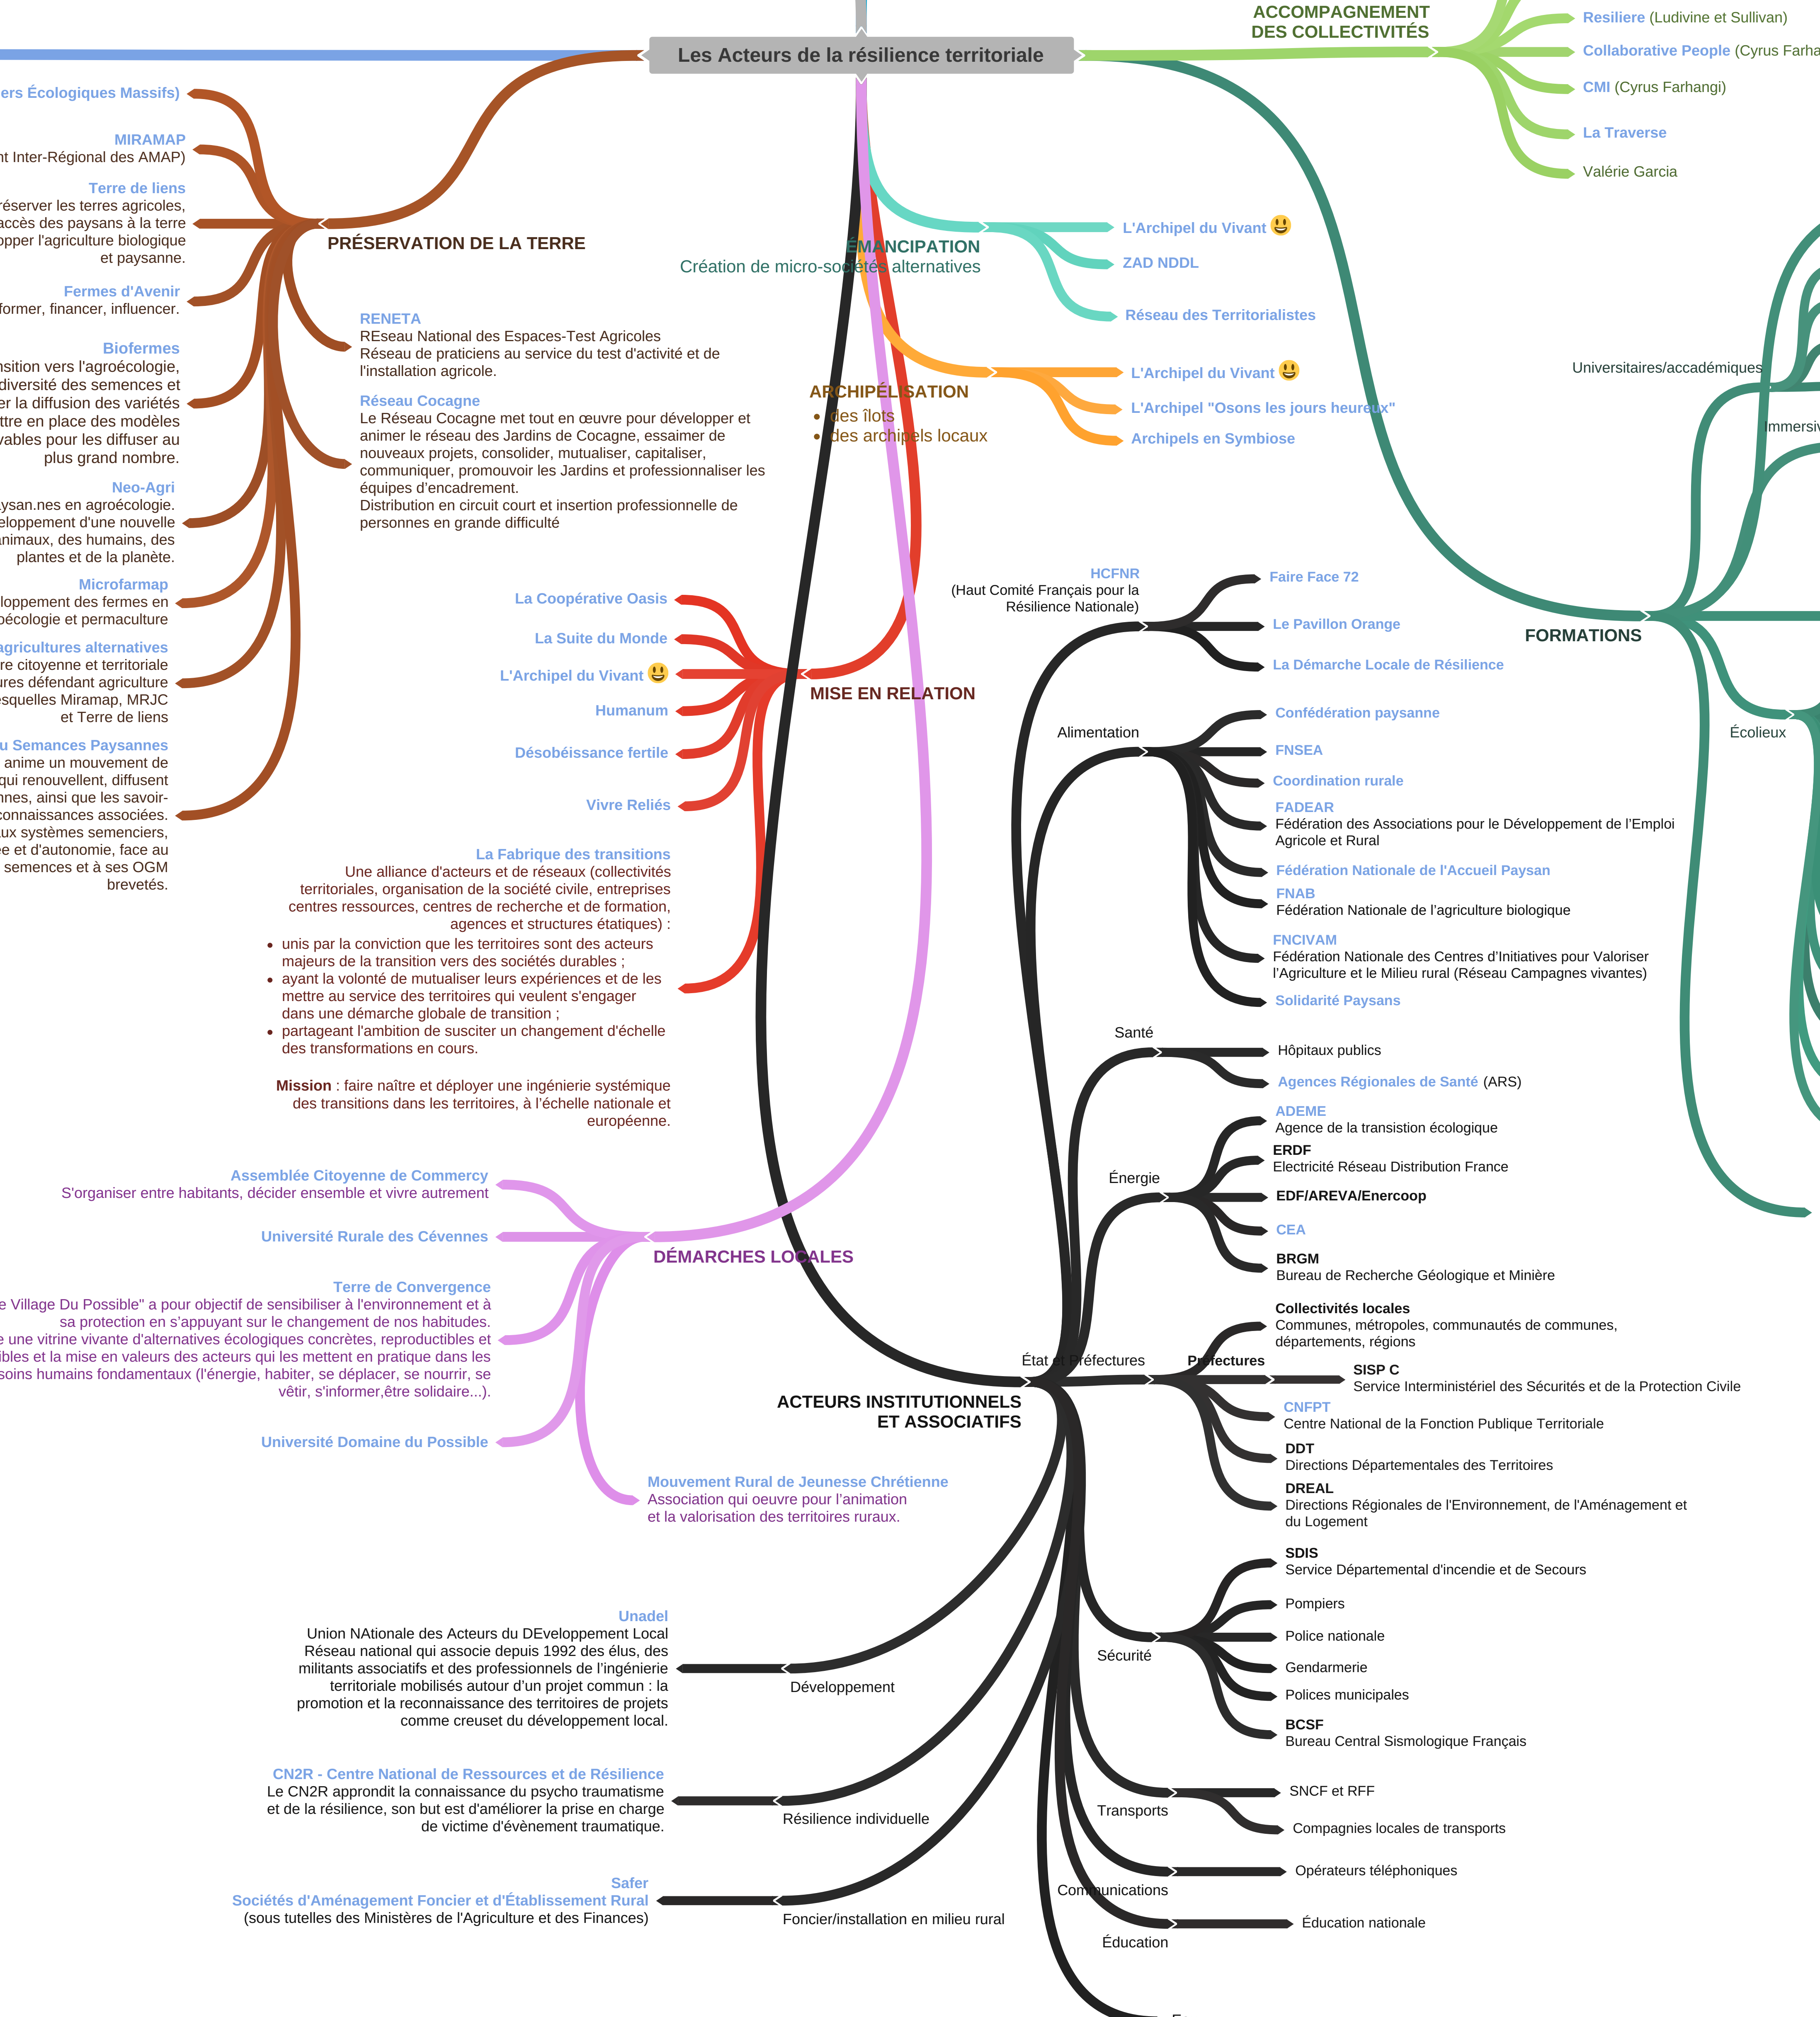 Les Acteurs de la résilience territoriale
ACCOMPAGNEMENT
DES COLLECTIVITÉS
Resiliere (Ludivine et Sullivan)
Collaborative People (Cyrus Farha
CMI (Cyrus Farhangi)
La Traverse
Valérie Garcia
ers Écologiques Massifs)
MIRAMAP
nt Inter-Régional des AMAP)
Terre de liens
réserver les terres agricoles,
accès des paysans à la terre
opper l'agriculture biologique
et paysanne.
Fermes d'Avenir
former, financer, influencer.
Biofermes
nsition vers l'agroécologie,
diversité des semences et
er la diffusion des variétés
ttre en place des modèles
vables pour les diffuser au
plus grand nombre.
Neo-Agri
aysan.nes en agroécologie.
eloppement d'une nouvelle
animaux, des humains, des
plantes et de la planète.
Microfarmap
loppement des fermes en
oécologie et permaculture
agricultures alternatives
re citoyenne et territoriale
ures défendant agriculture
esquelles Miramap, MRJC
et Terre de liens
u Semances Paysannes
anime un mouvement de
qui renouvellent, diffusent
nnes, ainsi que les savoir-
connaissances associées.
aux systèmes semenciers,
ée et d'autonomie, face au
semences et à ses OGM
brevetés.
PRÉSERVATION DE LA TERRE
RENETA
REseau National des Espaces-Test Agricoles
Réseau de praticiens au service du test d'activité et de
l'installation agricole.
Réseau Cocagne
Le Réseau Cocagne met tout en œuvre pour développer et
animer le réseau des Jardins de Cocagne, essaimer de
nouveaux projets, consolider, mutualiser, capitaliser,
communiquer, promouvoir les Jardins et professionnaliser les
équipes d'encadrement.
Distribution en circuit court et insertion professionnelle de
personnes en grande difficulté
ÉMANCIPATION
Création de micro-sociétés alternatives
L'Archipel du Vivant 😃
ZAD NDDL
Réseau des Territorialistes
ARCHIPÉLISATION
• des îlots
• des archipels locaux
L'Archipel du Vivant 😃
L'Archipel "Osons les jours heureux"
Archipels en Symbiose
Universitaires/accadémiques
Immersiv
FORMATIONS
Écolieux
La Coopérative Oasis
La Suite du Monde
L'Archipel du Vivant 😃
Humanum
Désobéissance fertile
Vivre Reliés
MISE EN RELATION
La Fabrique des transitions
Une alliance d'acteurs et de réseaux (collectivités
territoriales, organisation de la société civile, entreprises
centres ressources, centres de recherche et de formation,
agences et structures étatiques) :
• unis par la conviction que les territoires sont des acteurs
majeurs de la transition vers des sociétés durables ;
• ayant la volonté de mutualiser leurs expériences et de les
mettre au service des territoires qui veulent s'engager
dans une démarche globale de transition ;
• partageant l'ambition de susciter un changement d'échelle
des transformations en cours.
Mission : faire naître et déployer une ingénierie systémique
des transitions dans les territoires, à l'échelle nationale et
européenne.
Assemblée Citoyenne de Commercy
S'organiser entre habitants, décider ensemble et vivre autrement
Université Rurale des Cévennes
DÉMARCHES LOCALES
Terre de Convergence
e Village Du Possible" a pour objectif de sensibiliser à l'environnement et à
sa protection en s'appuyant sur le changement de nos habitudes.
e une vitrine vivante d'alternatives écologiques concrètes, reproductibles et
ibles et la mise en valeurs des acteurs qui les mettent en pratique dans les
soins humains fondamentaux (l'énergie, habiter, se déplacer, se nourrir, se
vêtir, s'informer,être solidaire...).
Université Domaine du Possible
Mouvement Rural de Jeunesse Chrétienne
Association qui oeuvre pour l'animation
et la valorisation des territoires ruraux.
HCFNR
(Haut Comité Français pour la
Résilience Nationale)
Faire Face 72
Le Pavillon Orange
La Démarche Locale de Résilience
Alimentation
Confédération paysanne
FNSEA
Coordination rurale
FADEAR
Fédération des Associations pour le Développement de l'Emploi
Agricole et Rural
Fédération Nationale de l'Accueil Paysan
FNAB
Fédération Nationale de l'agriculture biologique
FNCIVAM
Fédération Nationale des Centres d'Initiatives pour Valoriser
l'Agriculture et le Milieu rural (Réseau Campagnes vivantes)
Solidarité Paysans
Santé
Hôpitaux publics
Agences Régionales de Santé (ARS)
Énergie
ADEME
Agence de la transistion écologique
ERDF
Electricité Réseau Distribution France
EDF/AREVA/Enercoop
CEA
BRGM
Bureau de Recherche Géologique et Minière
ACTEURS INSTITUTIONNELS
ET ASSOCIATIFS
État et Préfectures
Collectivités locales
Communes, métropoles, communautés de communes,
départements, régions
Préfectures
SISP C
Service Interministériel des Sécurités et de la Protection Civile
CNFPT
Centre National de la Fonction Publique Territoriale
DDT
Directions Départementales des Territoires
DREAL
Directions Régionales de l'Environnement, de l'Aménagement et
du Logement
Sécurité
SDIS
Service Départemental d'incendie et de Secours
Pompiers
Police nationale
Gendarmerie
Polices municipales
BCSF
Bureau Central Sismologique Français
Transports
SNCF et RFF
Compagnies locales de transports
Communications
Opérateurs téléphoniques
Éducation
Éducation nationale
Unadel
Union NAtionale des Acteurs du DEveloppement Local
Réseau national qui associe depuis 1992 des élus, des
militants associatifs et des professionnels de l'ingénierie
territoriale mobilisés autour d'un projet commun : la
promotion et la reconnaissance des territoires de projets
comme creuset du développement local.
Développement
CN2R - Centre National de Ressources et de Résilience
Le CN2R approndit la connaissance du psycho traumatisme
et de la résilience, son but est d'améliorer la prise en charge
de victime d'évènement traumatique.
Résilience individuelle
Safer
Sociétés d'Aménagement Foncier et d'Établissement Rural
(sous tutelles des Ministères de l'Agriculture et des Finances)
Foncier/installation en milieu rural